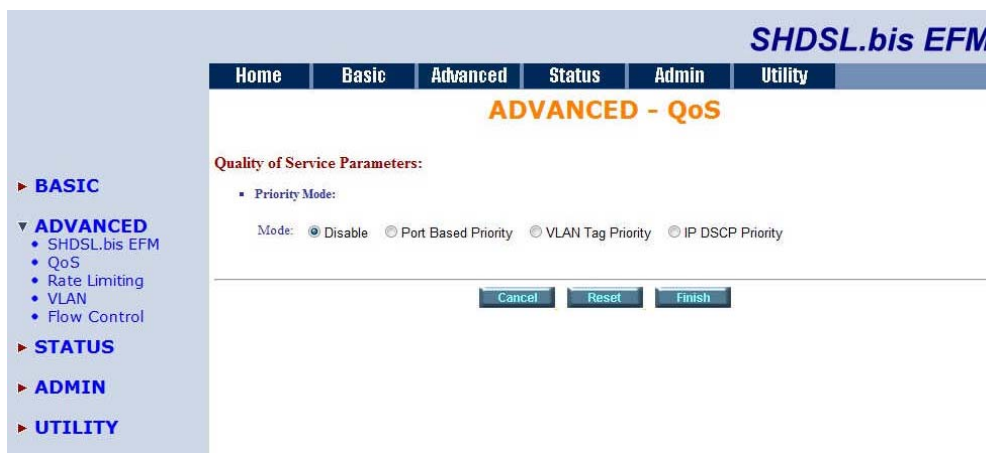 SHDSL.bis EFM
Home Basic Advanced Status Admin Utility
ADVANCED - QoS
Quality of Service Parameters:
Priority Mode:
Mode: Disable Port Based Priority VLAN Tag Priority IP DSCP Priority
Cancel Reset Finish
BASIC
ADVANCED
SHDSL.bis EFM
QoS
Rate Limiting
VLAN
Flow Control
STATUS
ADMIN
UTILITY